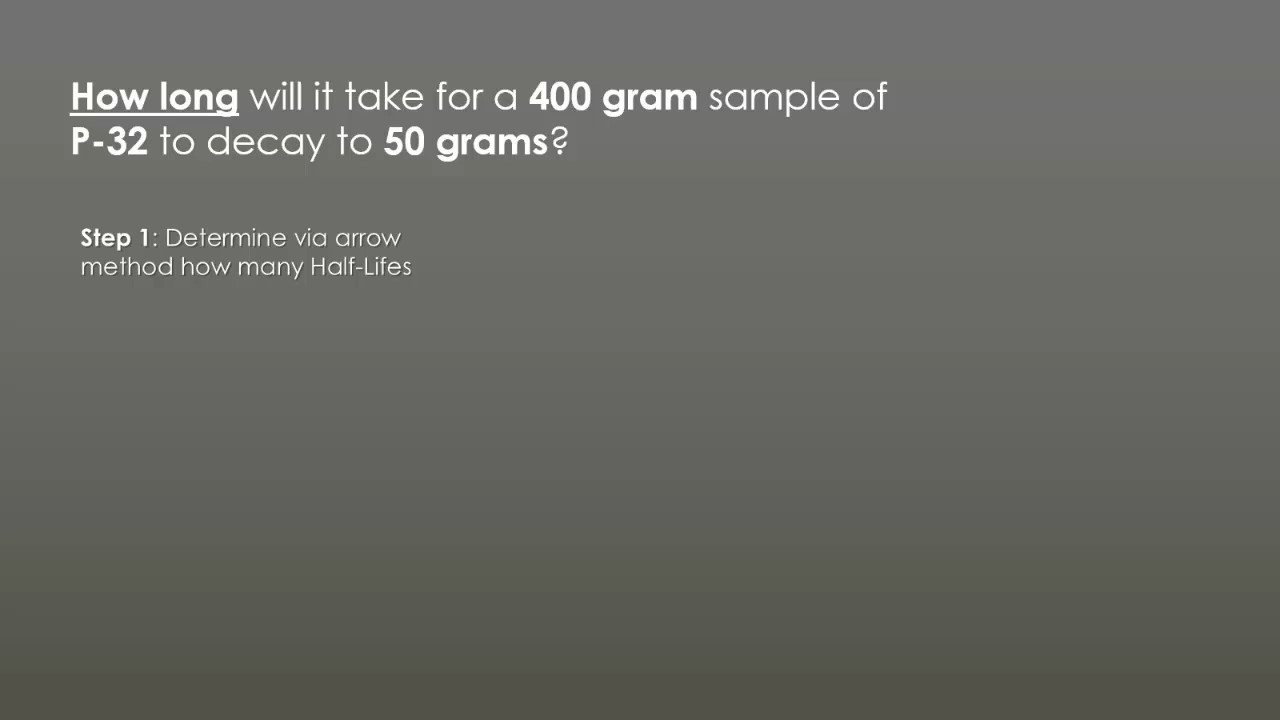 How long will it take for a 400 gram sample of
P-32 to decay to 50 grams?
Step 1: Determine via arrow
method how many Half-Lifes